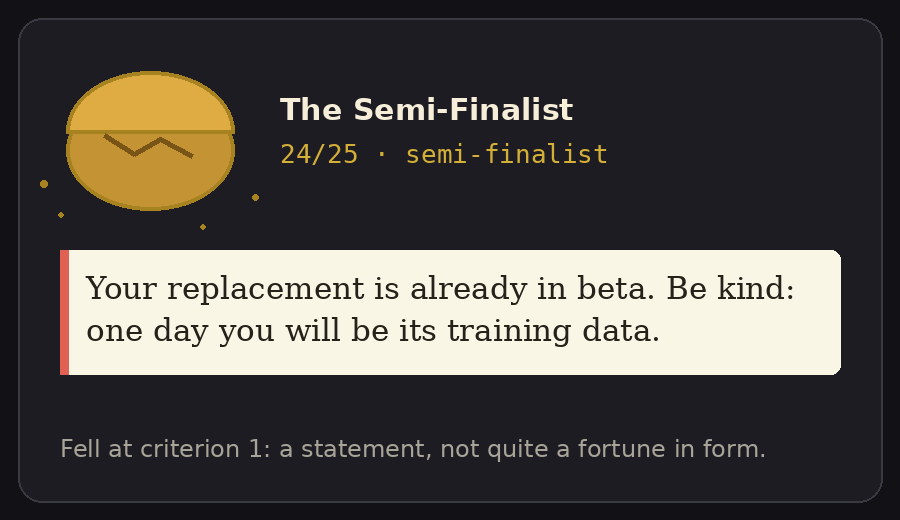 The Semi-Finalist
24/25 · semi-finalist
Your replacement is already in beta. Be kind:
one day you will be its training data.
Fell at criterion 1: a statement, not quite a fortune in form.